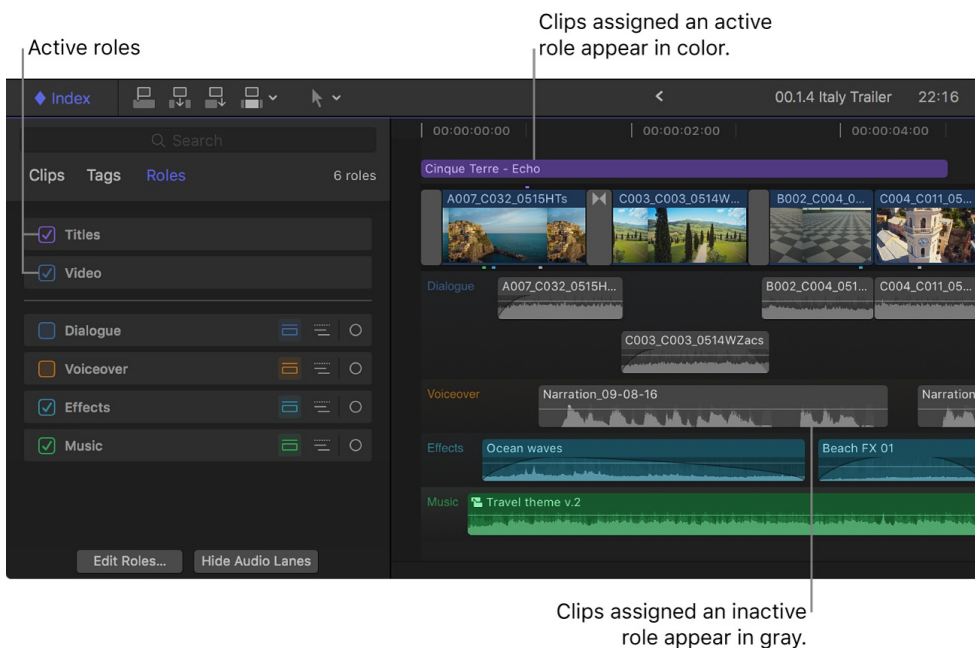 Clips assigned an active
role appear in color.
Active roles
Index
00.1.4 Italy Trailer
22:16
Search
Clips
Tags
Roles
6 roles
Titles
Video
Dialogue
Voiceover
Effects
Music
Edit Roles...
Hide Audio Lanes
00:00:00:00
00:00:02:00
00:00:04:00
Cinque Terre - Echo
A007_C032_0515HTs
C003_C003_0514W...
B002_C004_0...
C004_C011_05...
Dialogue
A007_C032_0515H...
B002_C004_051...
C004_C011_05...
C003_C003_0514WZacs
Voiceover
Narration_09-08-16
Narration
Effects
Ocean waves
Beach FX 01
Music
Travel theme v.2
Clips assigned an inactive
role appear in gray.